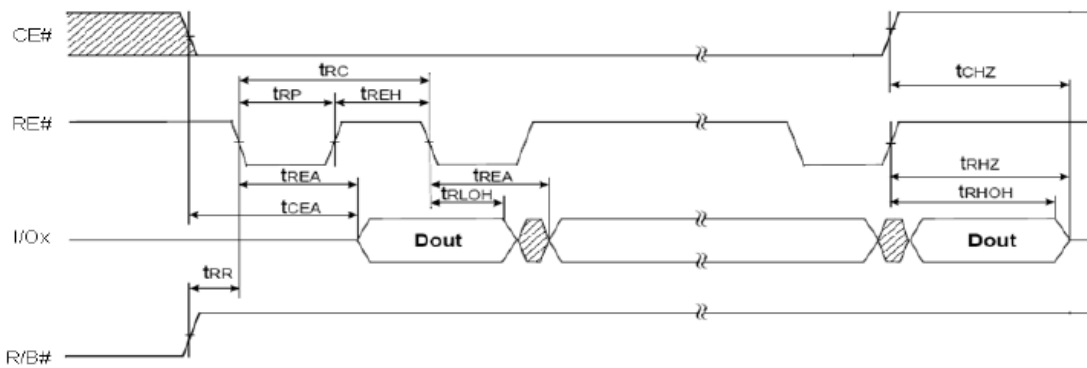 CE#
tRC
tCHZ
tRP
tREH
RE#
tREA
tREA
tRHZ
tCEA
tRLOH
tRHOH
I/Ox
Dout
Dout
tRR
R/B#